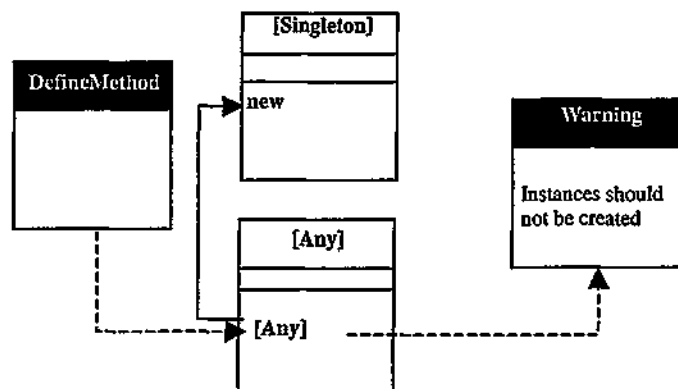 [Singleton]
DefineMethod
new
Warning
Instances should
not be created
[Any]
[Any]